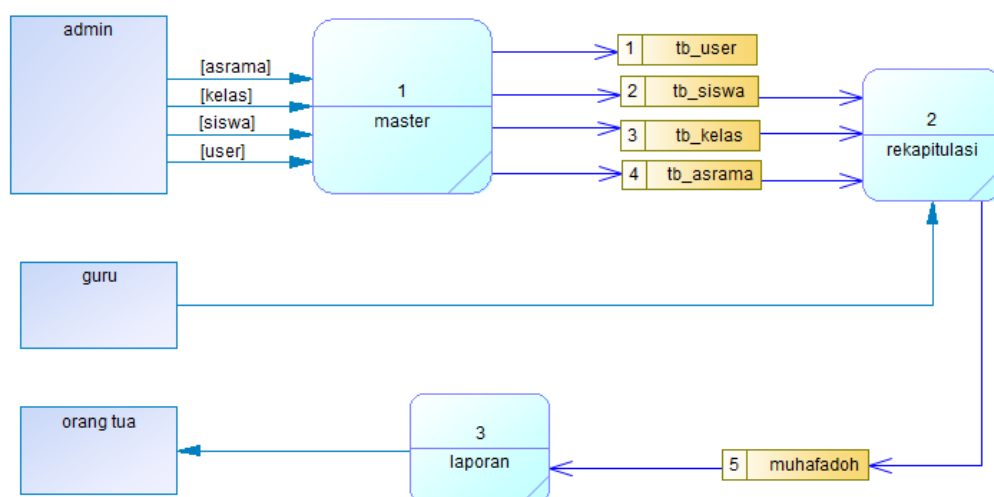 admin
[asrama]
[kelas]
[siswa]
[user]
1
master
1 tb_user
2 tb_siswa
3 tb_kelas
4 tb_asrama
2
rekapitulasi
guru
orang tua
3
laporan
5 muhafadoh